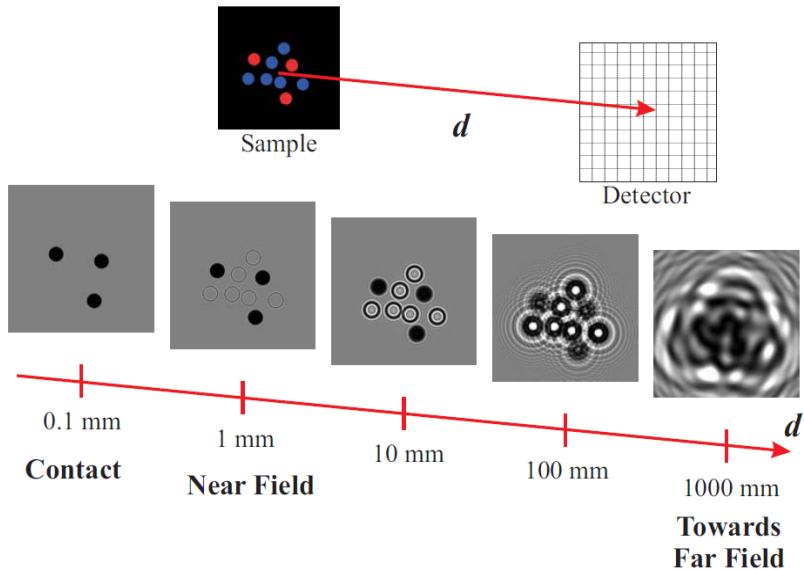 Sample
d
Detector
0.1 mm
1 mm
10 mm
100 mm
1000 mm
d
Contact
Near Field
Towards
Far Field